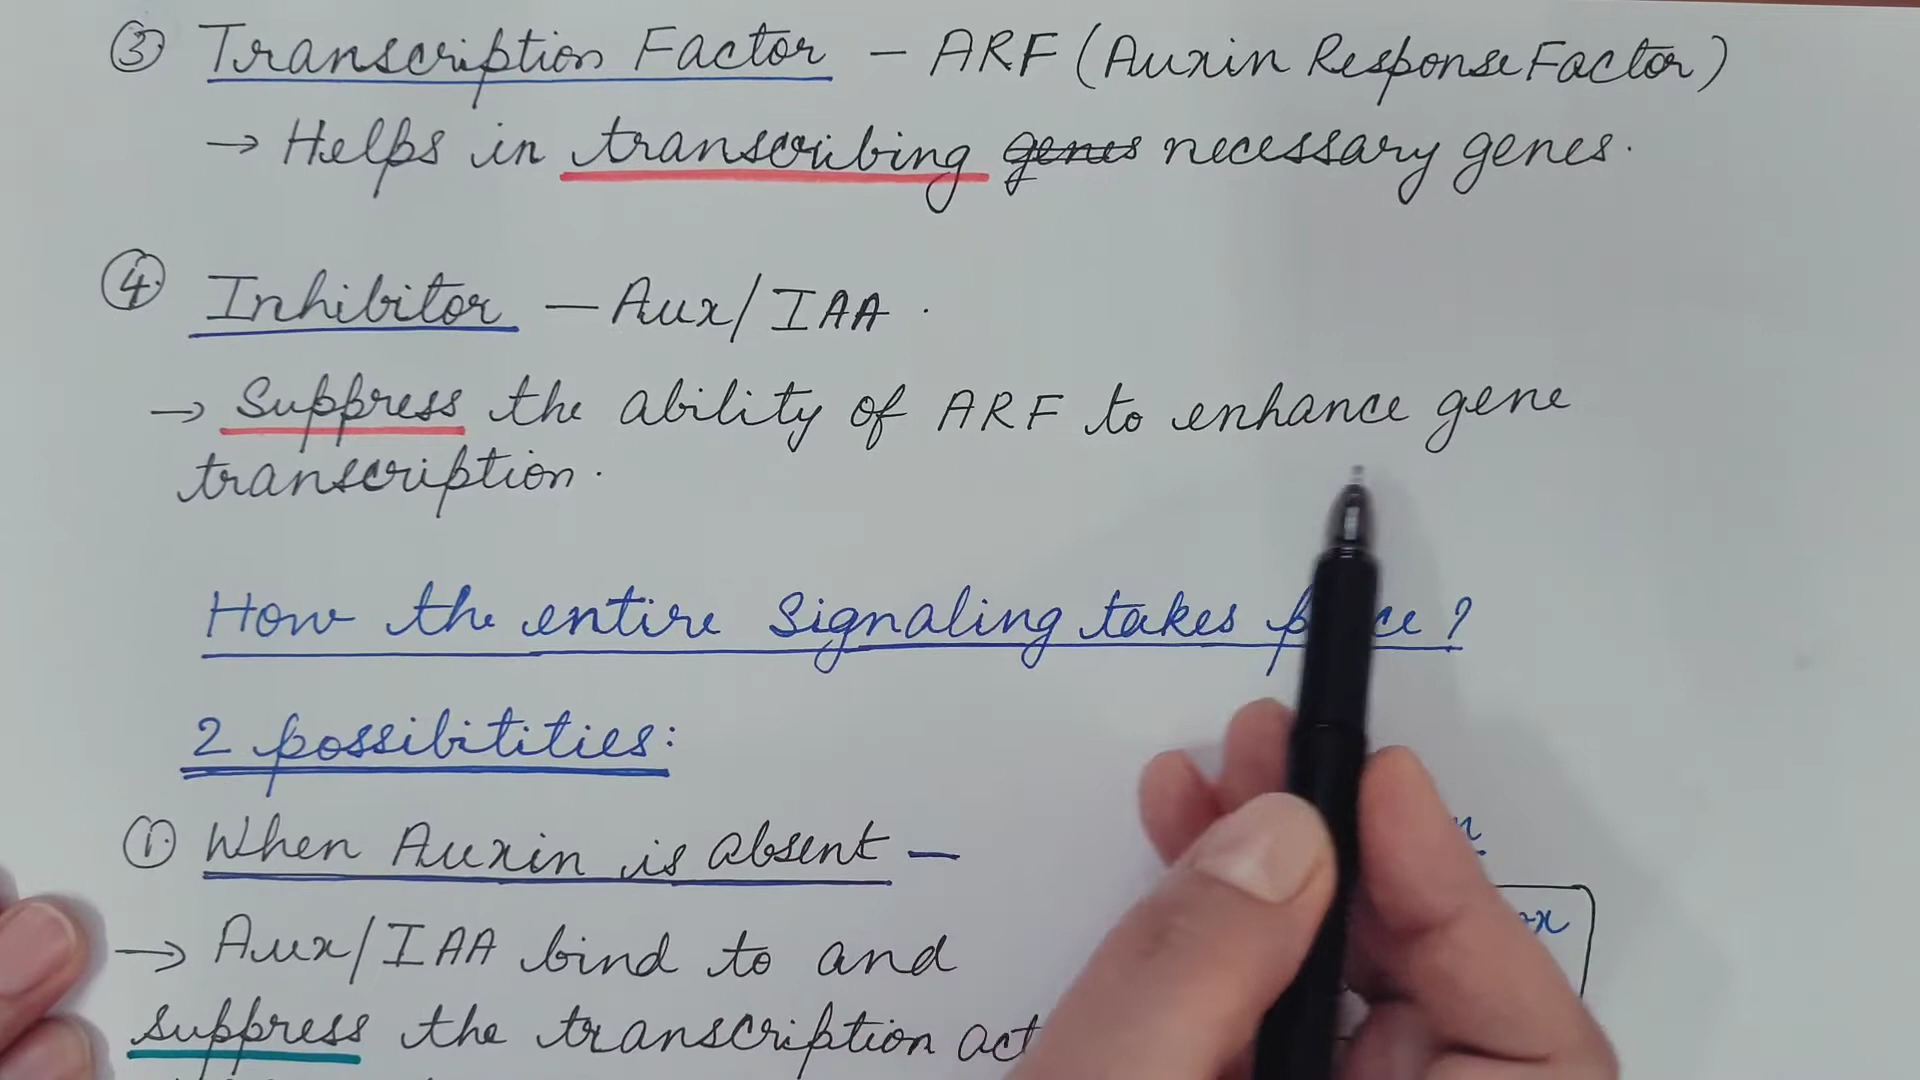 ③ Transcription Factor - ARF (Auxin Response Factor)
→ Helps in transcribing genes necessary genes.
④ Inhibitor - Aux/IAA.
→ Suppress the ability of ARF to enhance gene
transcription.
How the entire Signaling takes ce?
2 possibitities:
① When Auxin is absent -
→ Aux/IAA bind to and
suppress the transcription act